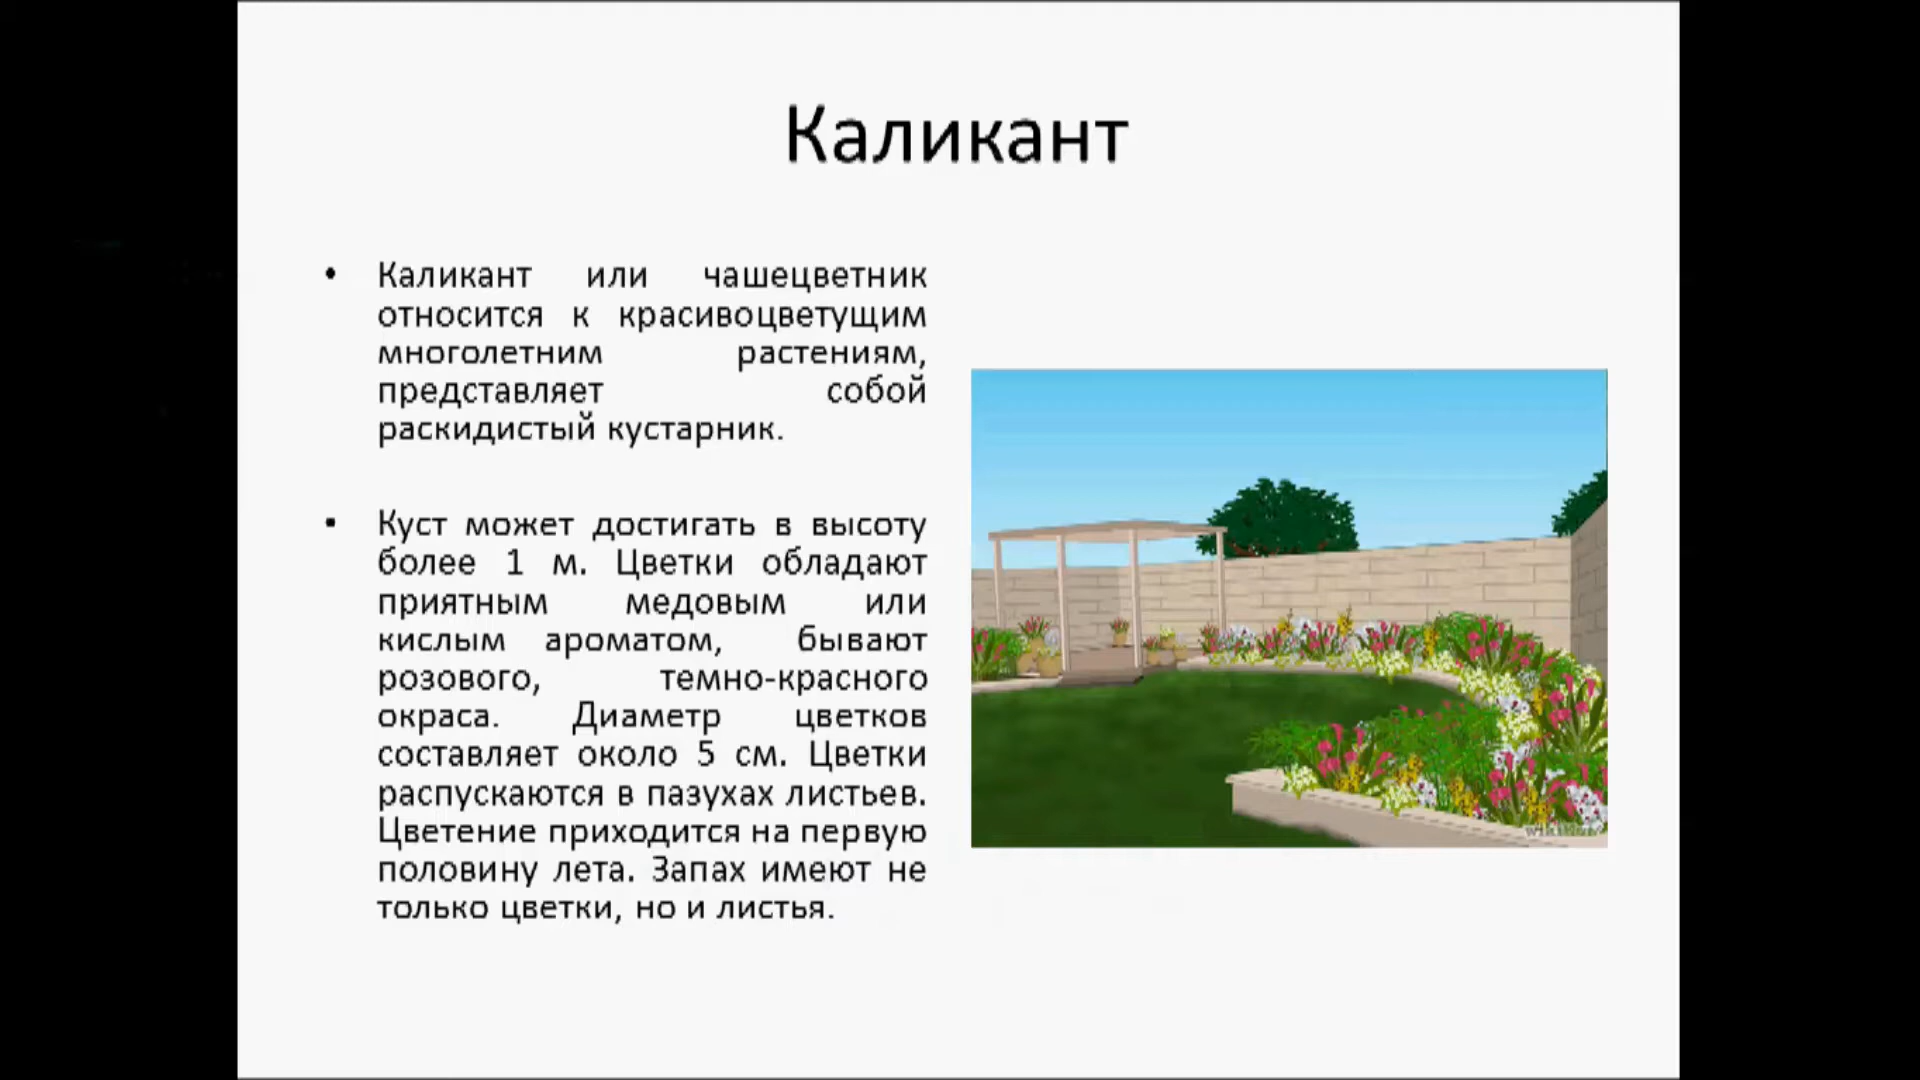 Каликант
• Каликант или чашецветник
относится к красивоцветущим
многолетним растениям,
представляет собой
раскидистый кустарник.
• Куст может достигать в высоту
более 1 м. Цветки обладают
приятным медовым или
кислым ароматом, бывают
розового, темно-красного
окраса. Диаметр цветков
составляет около 5 см. Цветки
распускаются в пазухах листьев.
Цветение приходится на первую
половину лета. Запах имеют не
только цветки, но и листья.